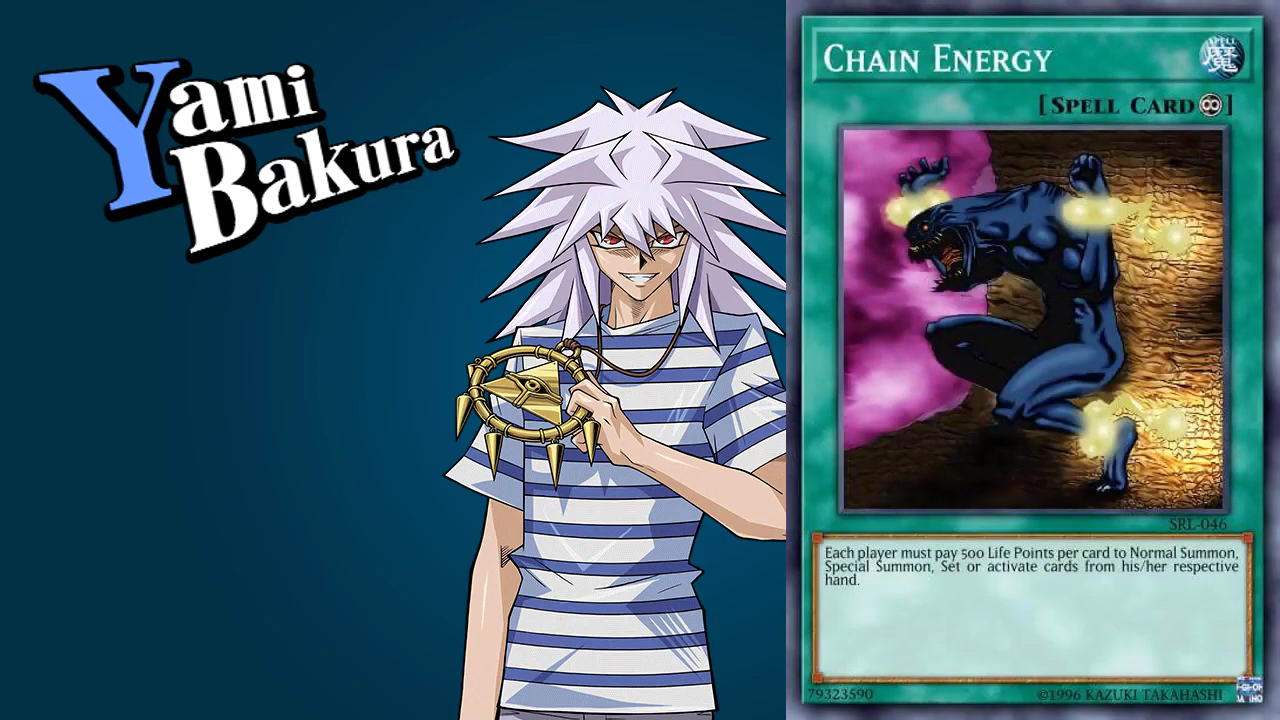 Yami
Bakura
CHAIN ENERGY
SPELL
魔
[SPELL CARD]
SRL-046
Each player must pay 500 Life Points per card to Normal Summon,
Special Summon, Set or activate cards from his/her respective
hand.
79323590
©1996 KAZUKI TAKAHASHI